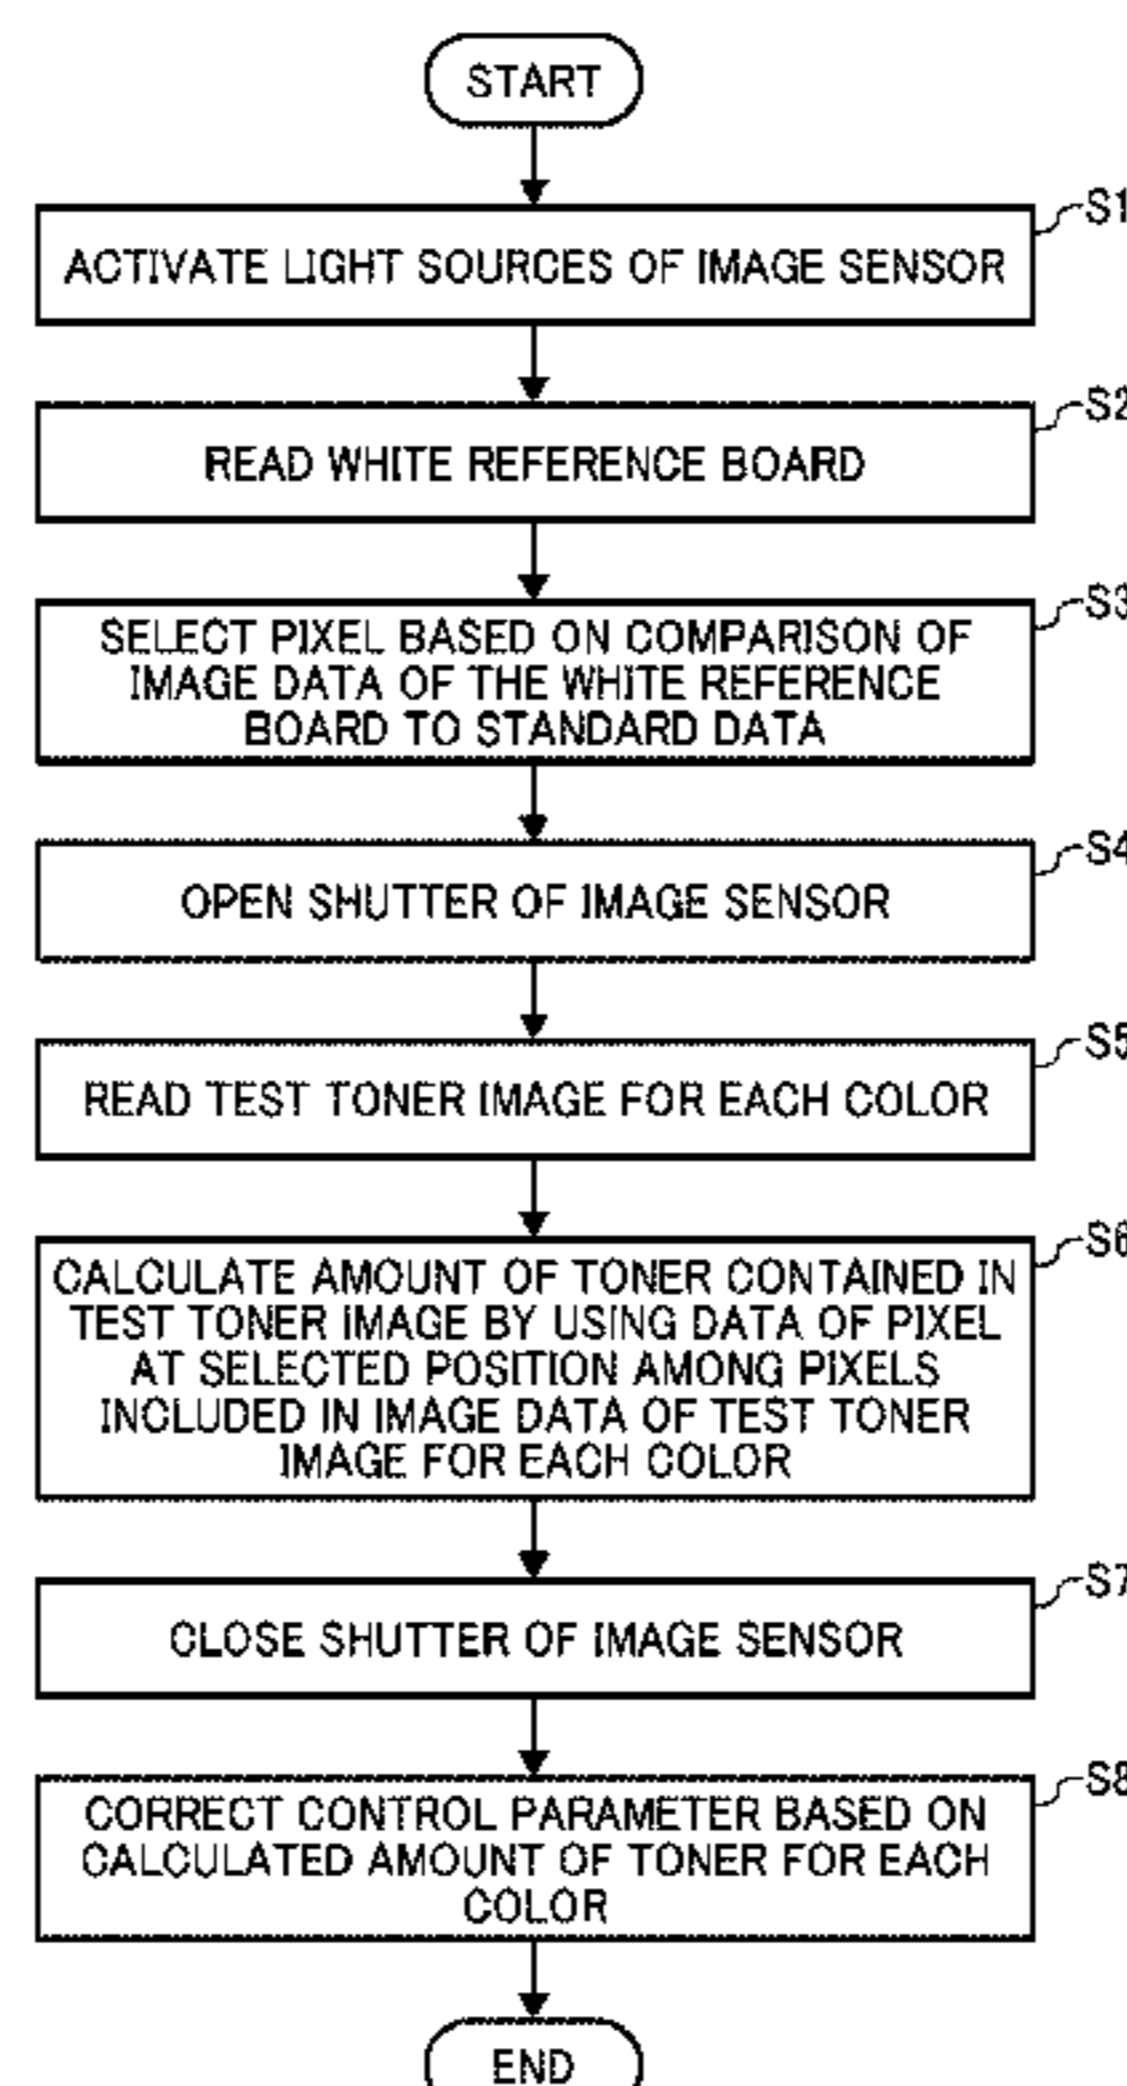 START
S1
ACTIVATE LIGHT SOURCES OF IMAGE SENSOR
S2
READ WHITE REFERENCE BOARD
S3
SELECT PIXEL BASED ON COMPARISON OF
IMAGE DATA OF THE WHITE REFERENCE
BOARD TO STANDARD DATA
S4
OPEN SHUTTER OF IMAGE SENSOR
S5
READ TEST TONER IMAGE FOR EACH COLOR
S6
CALCULATE AMOUNT OF TONER CONTAINED IN
TEST TONER IMAGE BY USING DATA OF PIXEL
AT SELECTED POSITION AMONG PIXELS
INCLUDED IN IMAGE DATA OF TEST TONER
IMAGE FOR EACH COLOR
S7
CLOSE SHUTTER OF IMAGE SENSOR
S8
CORRECT CONTROL PARAMETER BASED ON
CALCULATED AMOUNT OF TONER FOR EACH
COLOR
END